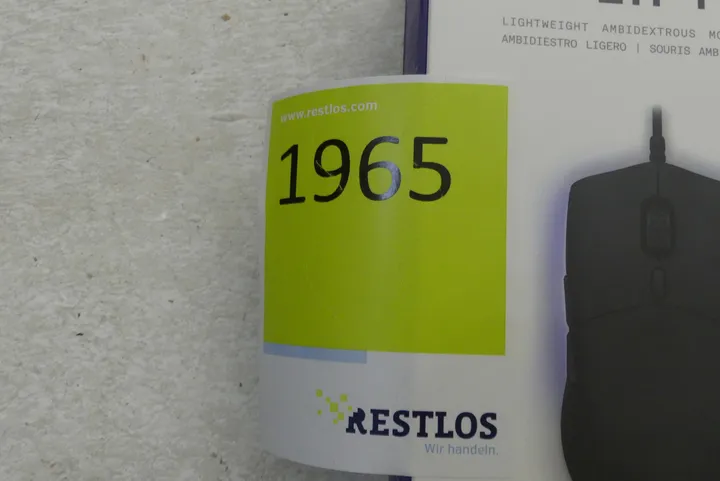 LIGHTWEIGHT AMBIDEXTROUS
AMBIDIESTRO LIGERO | SOURIS
www.restlos.com
1965
RESTLOS
Wir handeln.